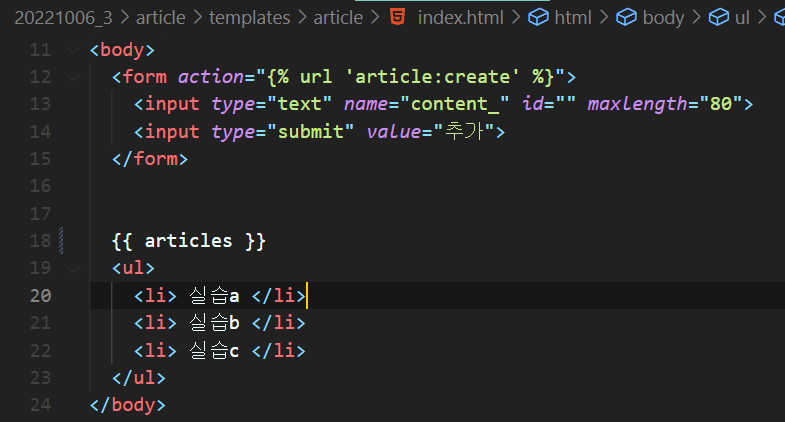 20221006_3 > article > templates > article > index.html > html > body > ul >
11 <body>
12 <form action="{% url 'article:create' %}">
13 <input type="text" name="content_" id="" maxlength="80">
14 <input type="submit" value="추가">
15 </form>
16
17
18 {{ articles }}
19 <ul>
20 <li> 실습a </li>
21 <li> 실습b </li>
22 <li> 실습c </li>
23 </ul>
24 </body>